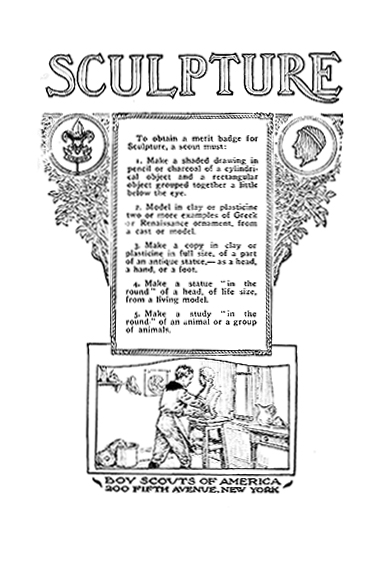 SCULPTURE
To obtain a merit badge for
Sculpture, a scout must:
1. Make a shaded drawing in
pencil or charcoal of a cylindri-
cal object and a rectangular
object grouped together a little
below the eye.
2. Model in clay or plasticine
two or more examples of Greek
or Renaissance ornament, from
a cast or model.
3. Make a copy in clay or
plasticine in full size, of a part
of an antique statue,—as a head,
a hand, or a foot.
4. Make a statue "in the
round" of a head, of life size,
from a living model.
5. Make a study "in the
round" of an animal or a group
of animals.
BOY SCOUTS OF AMERICA
200 FIFTH AVENUE, NEW YORK